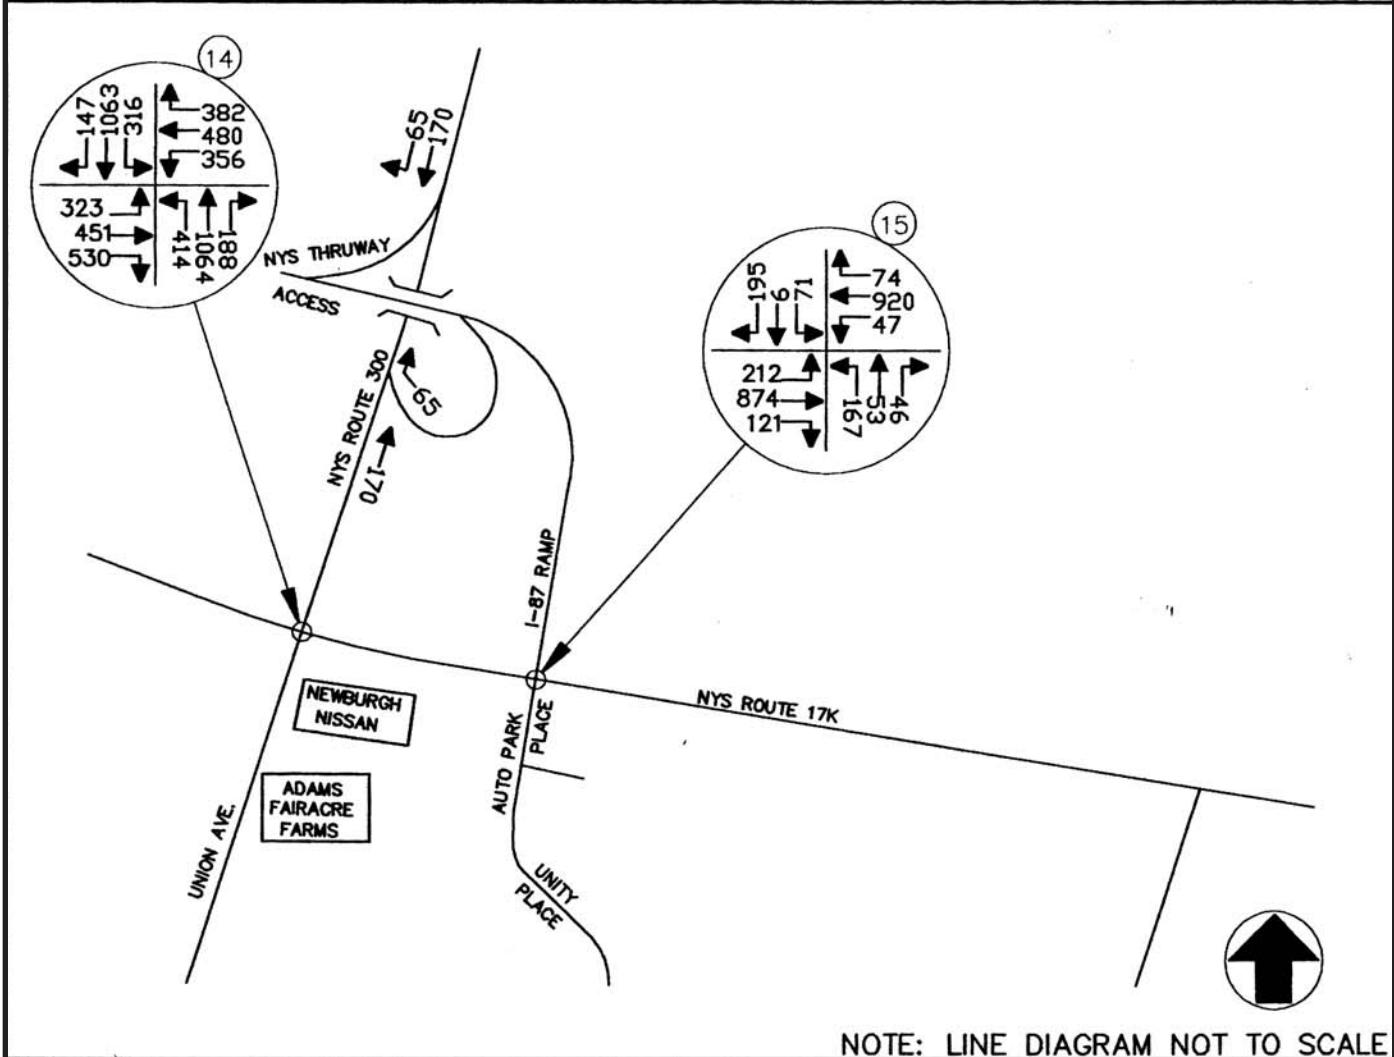 14
147
1063
316
382
480
356
323
451
530
414
1064
188
65
170
NYS THRUWAY
ACCESS
15
195
6
71
74
920
47
212
874
121
167
53
46
NYS ROUTE 300
65
170
I-87 RAMP
NYS ROUTE 17K
NEWBURGH
NISSAN
AUTO PARK
PLACE
ADAMS
FAIRACRE
FARMS
UNION AVE.
UNITY
PLACE
NOTE: LINE DIAGRAM NOT TO SCALE